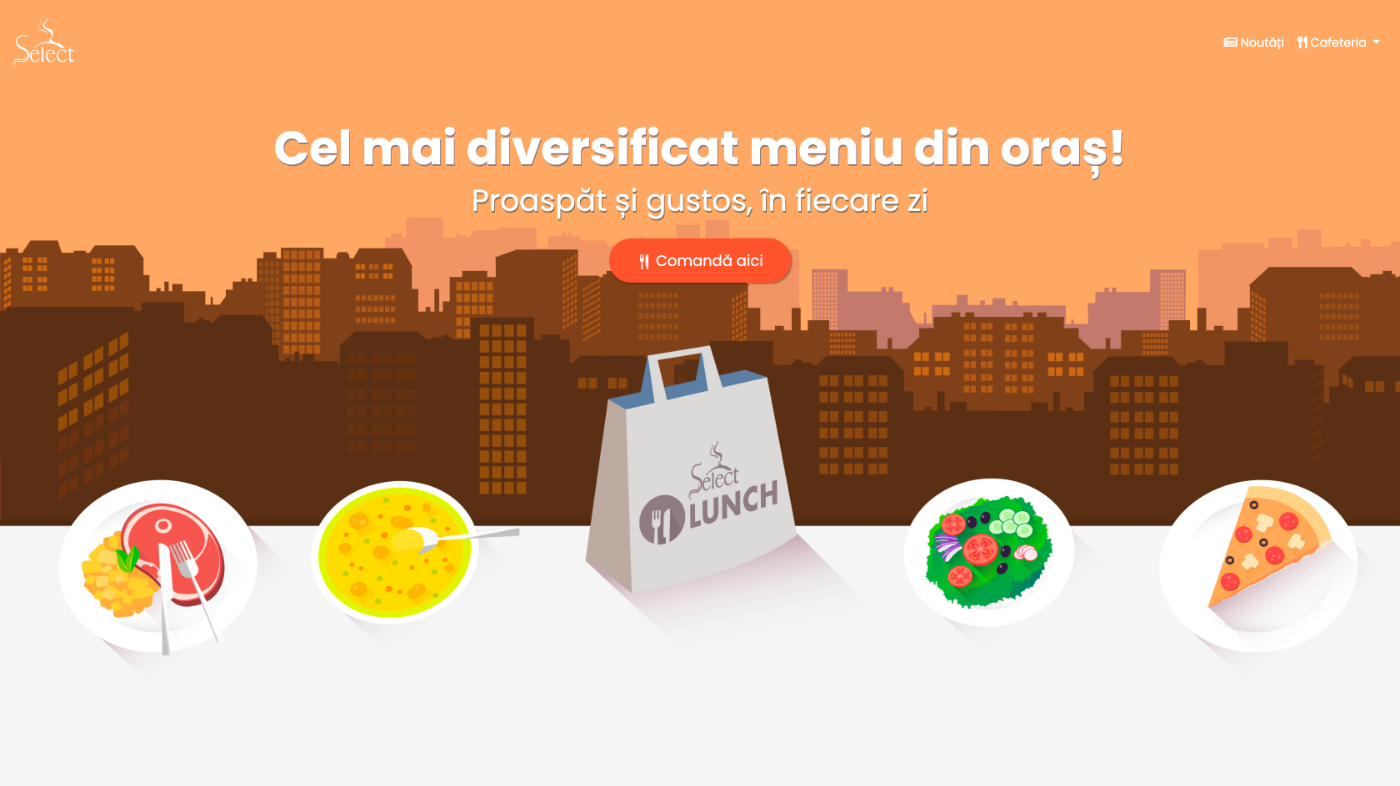 Select
Noutăți
Cafeteria
Cel mai diversificat meniu din oraș!
Proaspăt și gustos, în fiecare zi
Comandă aici
Select
LUNCH